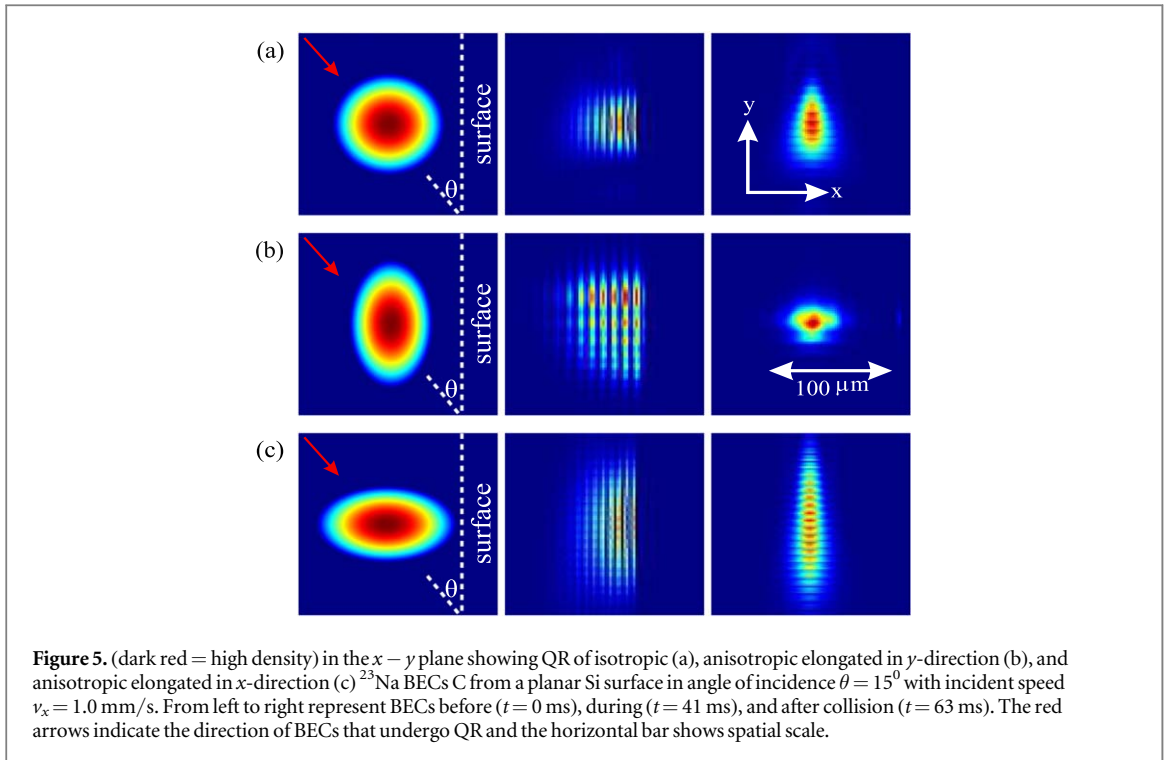 (a)
θ
surface
y
x
(b)
θ
surface
100 μm
(c)
θ
surface
Figure 5. (dark red = high density) in the x − y plane showing QR of isotropic (a), anisotropic elongated in y-direction (b), and
anisotropic elongated in x-direction (c) ²³Na BECs C from a planar Si surface in angle of incidence θ = 15⁰ with incident speed
vₓ = 1.0 mm/s. From left to right represent BECs before (t = 0 ms), during (t = 41 ms), and after collision (t = 63 ms). The red
arrows indicate the direction of BECs that undergo QR and the horizontal bar shows spatial scale.